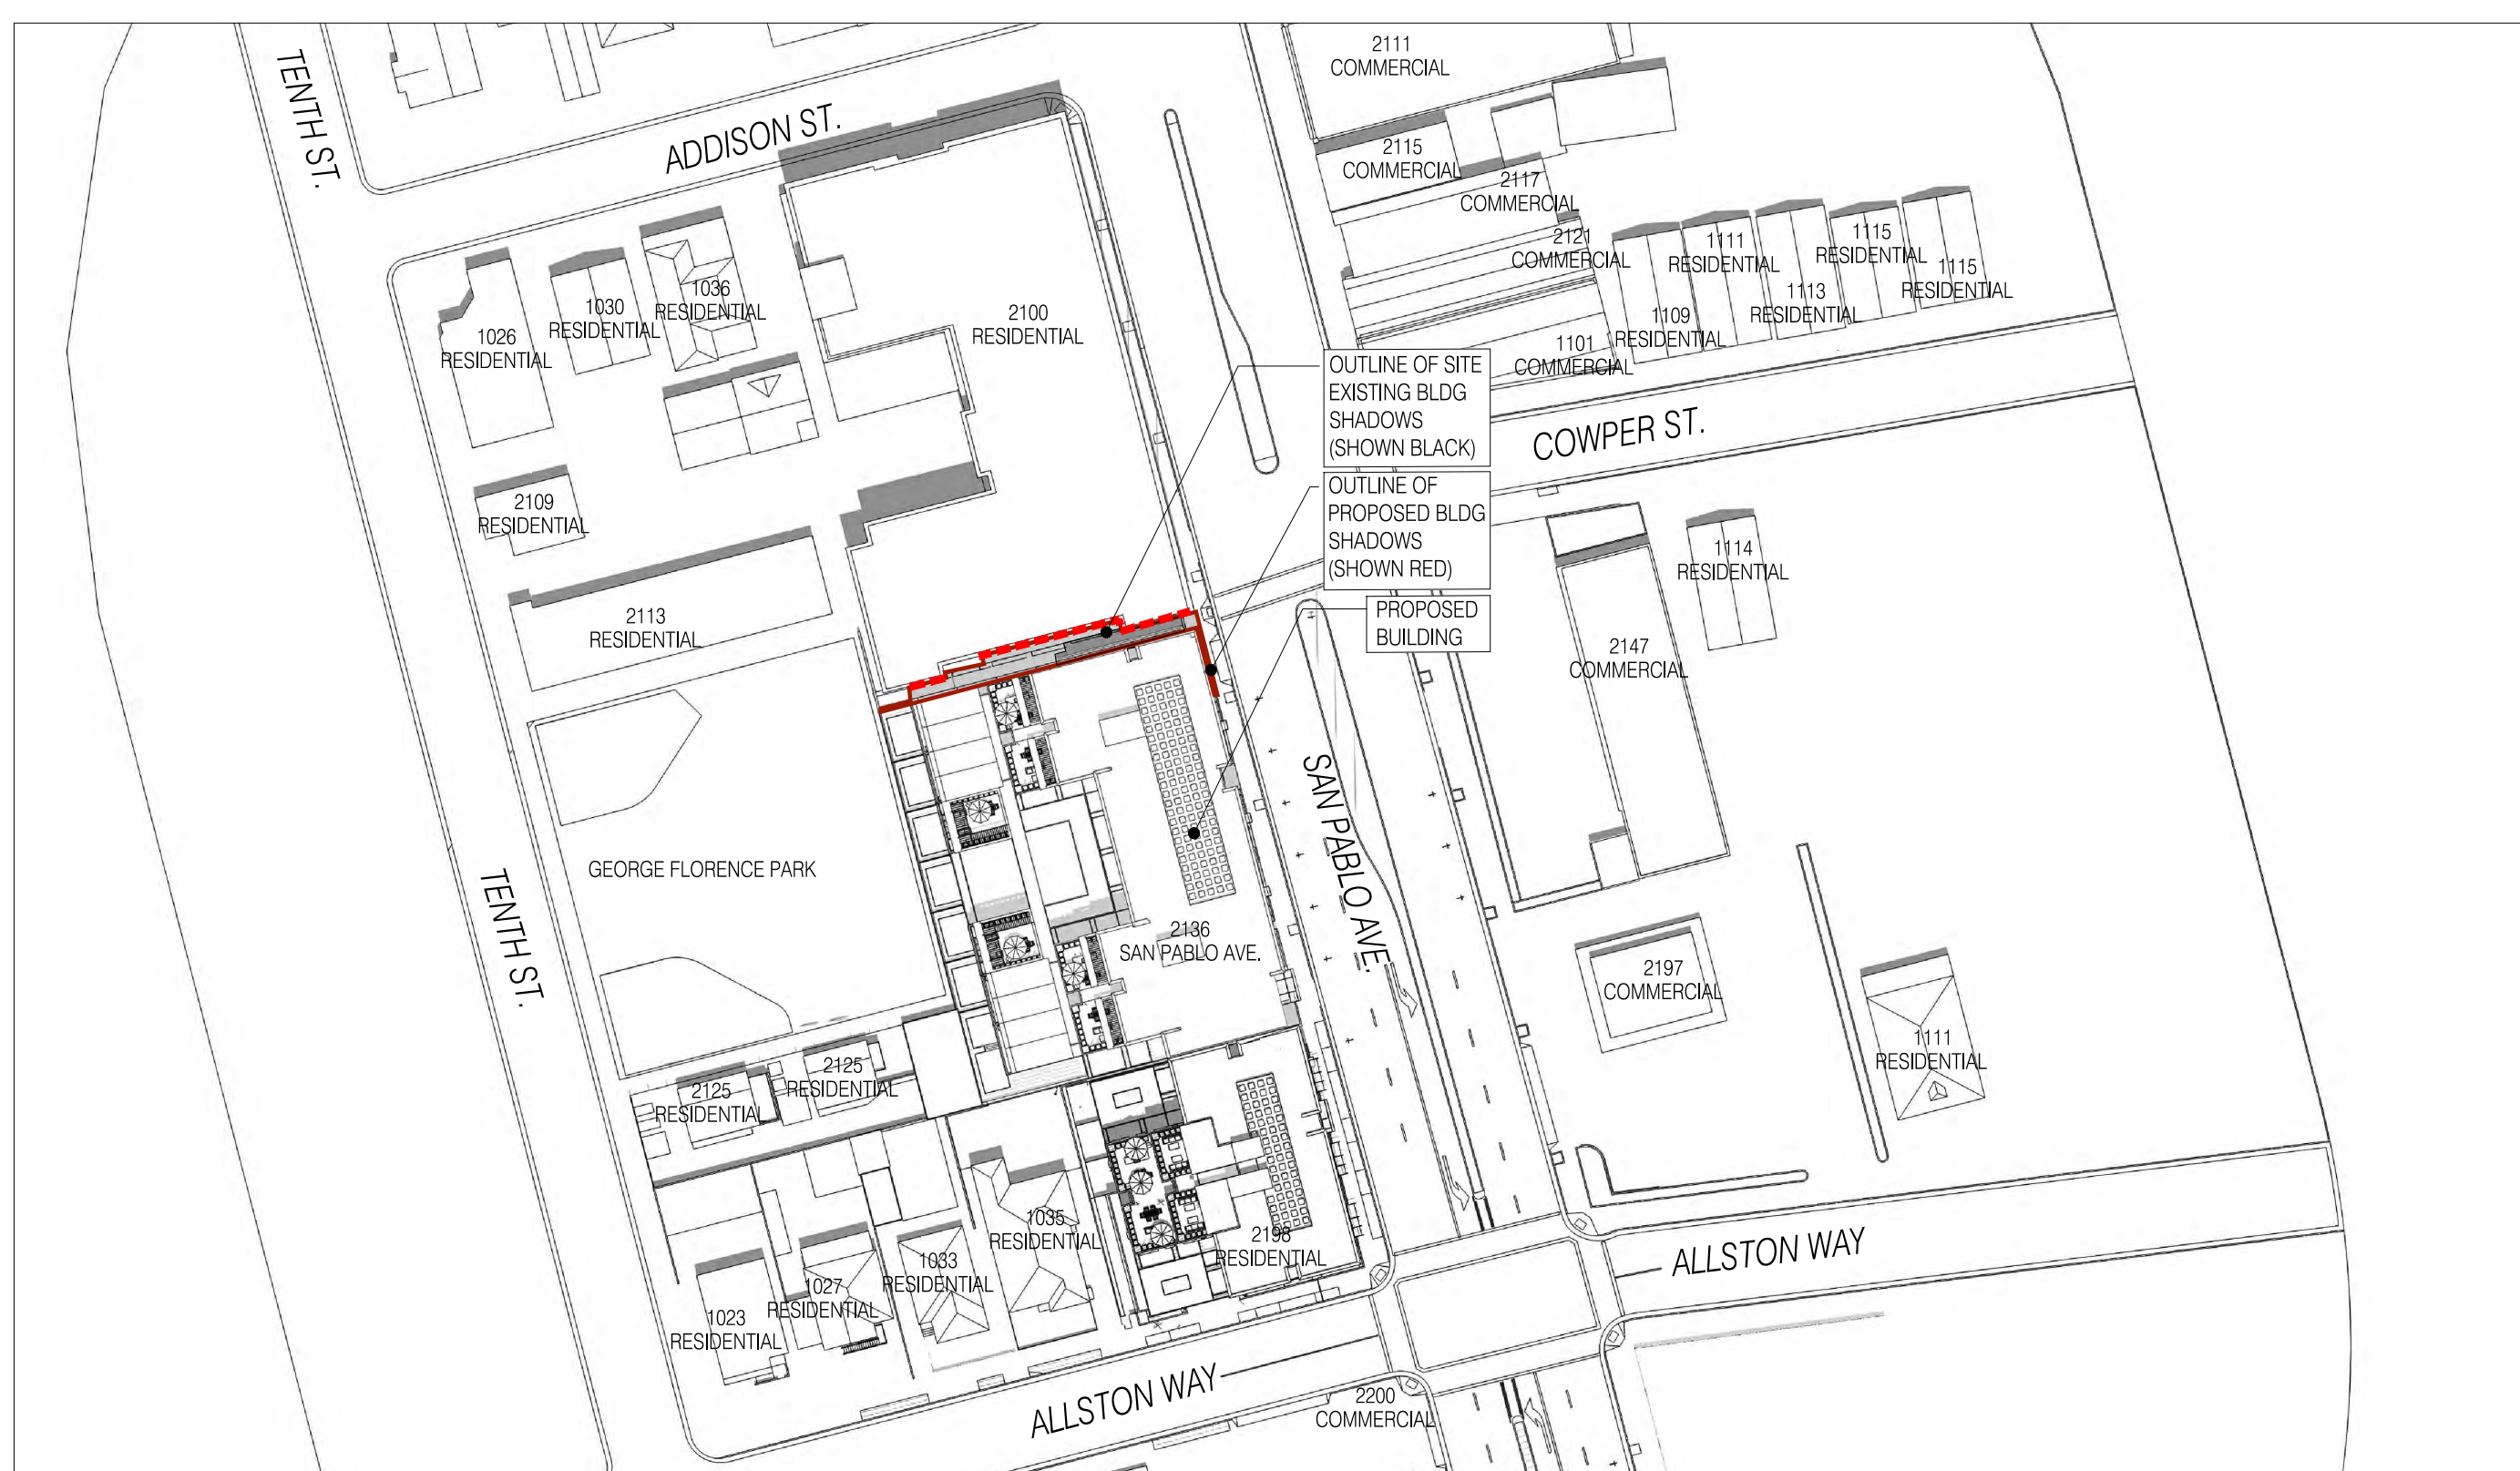 TENTH ST.
ADDISON ST.
2111
COMMERCIAL
2115
COMMERCIAL
2117
COMMERCIAL
2121
COMMERCIAL
1101
COMMERCIAL
1109
RESIDENTIAL
1111
RESIDENTIAL
1113
RESIDENTIAL
1115
RESIDENTIAL
1115
RESIDENTIAL
1026
RESIDENTIAL
1030
RESIDENTIAL
1036
RESIDENTIAL
2100
RESIDENTIAL
OUTLINE OF SITE
EXISTING BLDG
SHADOWS
(SHOWN BLACK)
COWPER ST.
OUTLINE OF
PROPOSED BLDG
SHADOWS
(SHOWN RED)
PROPOSED
BUILDING
2109
RESIDENTIAL
2113
RESIDENTIAL
1114
RESIDENTIAL
2147
COMMERCIAL
GEORGE FLORENCE PARK
TENTH ST.
SAN PABLO AVE.
2136
SAN PABLO AVE.
2197
COMMERCIAL
1111
RESIDENTIAL
2125
RESIDENTIAL
2125
RESIDENTIAL
1035
RESIDENTIAL
1033
RESIDENTIAL
1027
RESIDENTIAL
1023
RESIDENTIAL
2198
RESIDENTIAL
ALLSTON WAY
ALLSTON WAY
2200
COMMERCIAL